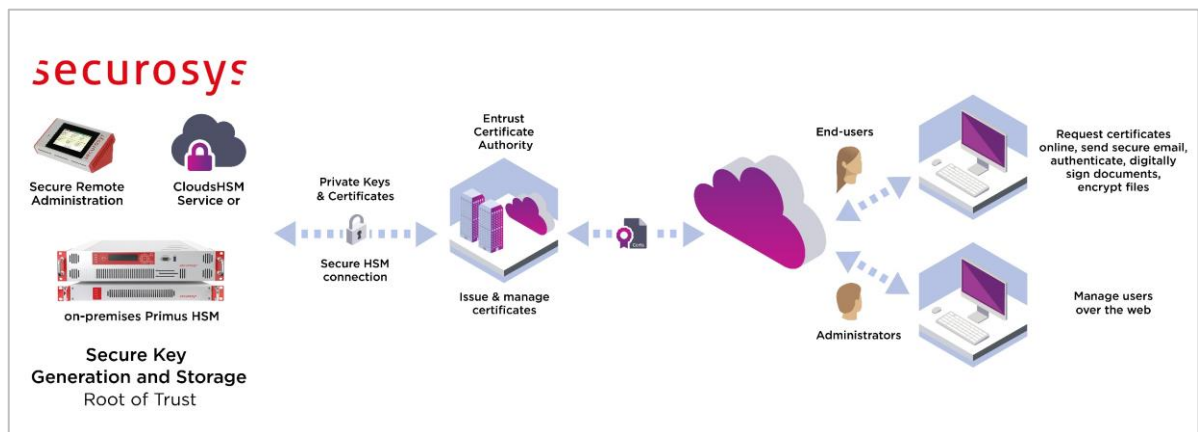 securosys
Secure Remote
Administration
CloudsHSM
Service or
on-premises Primus HSM
Secure Key
Generation and Storage
Root of Trust
Private Keys
& Certificates
Secure HSM
connection
Entrust
Certificate
Authority
Issue & manage
certificates
End-users
Administrators
Request certificates
online, send secure email,
authenticate, digitally
sign documents,
encrypt files
Manage users
over the web